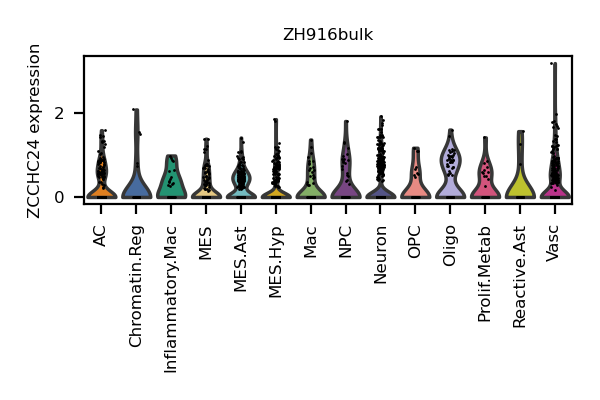 ZH916bulk
ZCCHC24 expression
2
0
AC
Chromatin.Reg
Inflammatory.Mac
MES
MES.Ast
MES.Hyp
Mac
NPC
Neuron
OPC
Oligo
Prolif.Metab
Reactive.Ast
Vasc